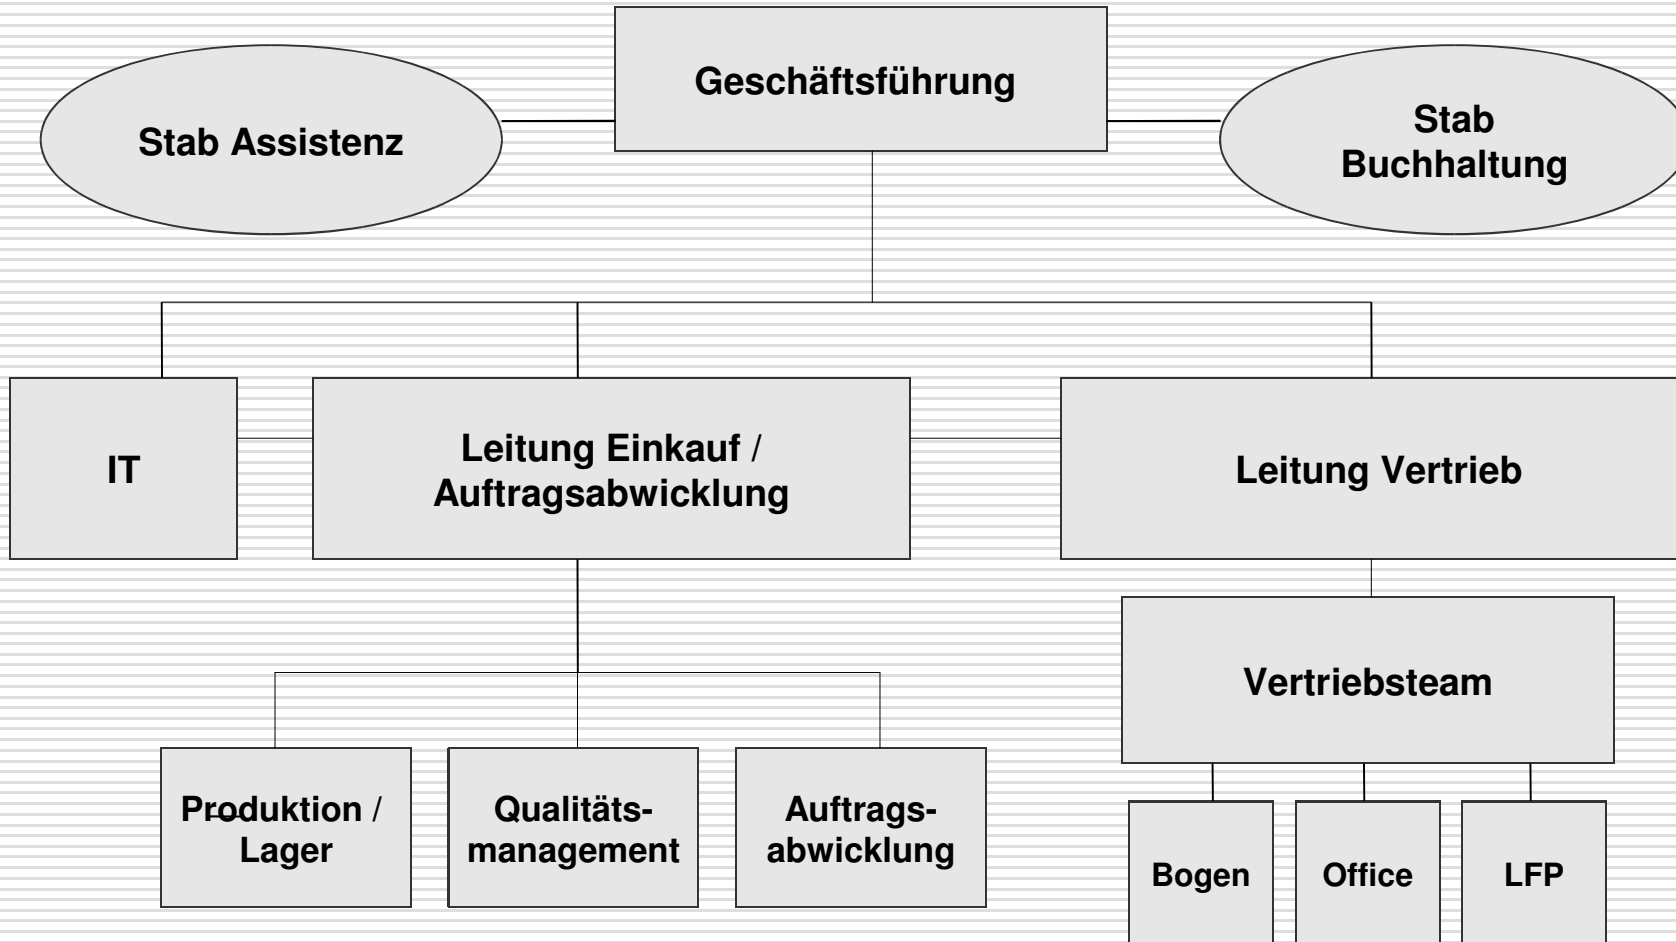 Geschäftsführung
Stab Assistenz
Stab
Buchhaltung
IT
Leitung Einkauf /
Auftragsabwicklung
Leitung Vertrieb
Vertriebsteam
Produktion /
Lager
Qualitäts-
management
Auftrags-
abwicklung
Bogen
Office
LFP